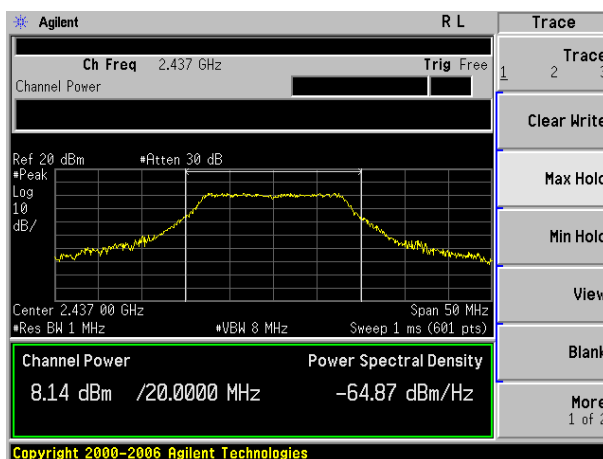 Agilent R L Trace
Ch Freq 2.437 GHz Trig Free
Channel Power
Trace
1 2 3
Clear Write
Max Hold
Min Hold
View
Blank
More
1 of 2
Ref 20 dBm #Atten 30 dB
#Peak
Log
10
dB/
Center 2.437 00 GHz Span 50 MHz
#Res BW 1 MHz #VBW 8 MHz Sweep 1 ms (601 pts)
Channel Power Power Spectral Density
8.14 dBm /20.0000 MHz -64.87 dBm/Hz
Copyright 2000-2006 Agilent Technologies